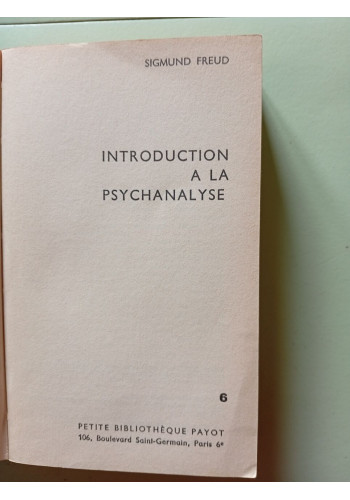 SIGMUND FREUD
INTRODUCTION
A LA
PSYCHANALYSE
6
PETITE BIBLIOTHÈQUE PAYOT
106, Boulevard Saint-Germain, Paris 6e